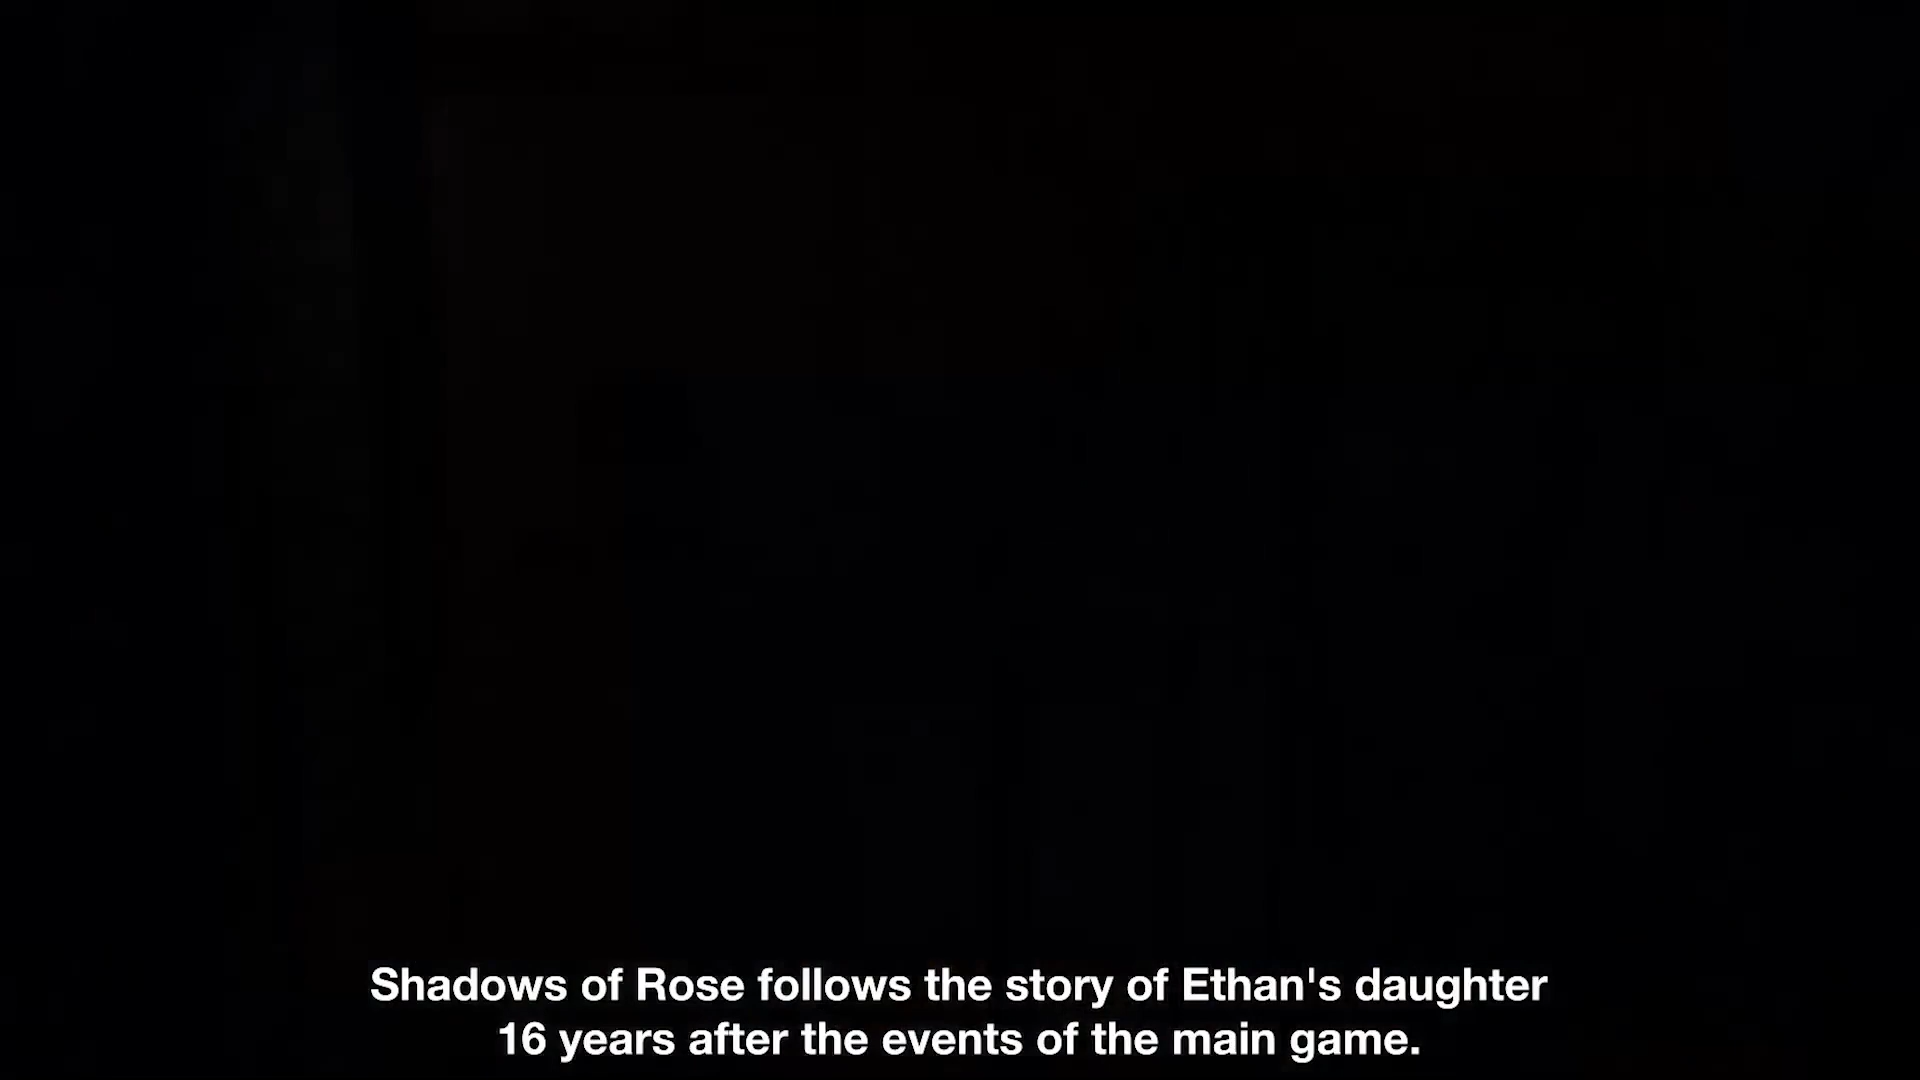 Shadows of Rose follows the story of Ethan's daughter
16 years after the events of the main game.